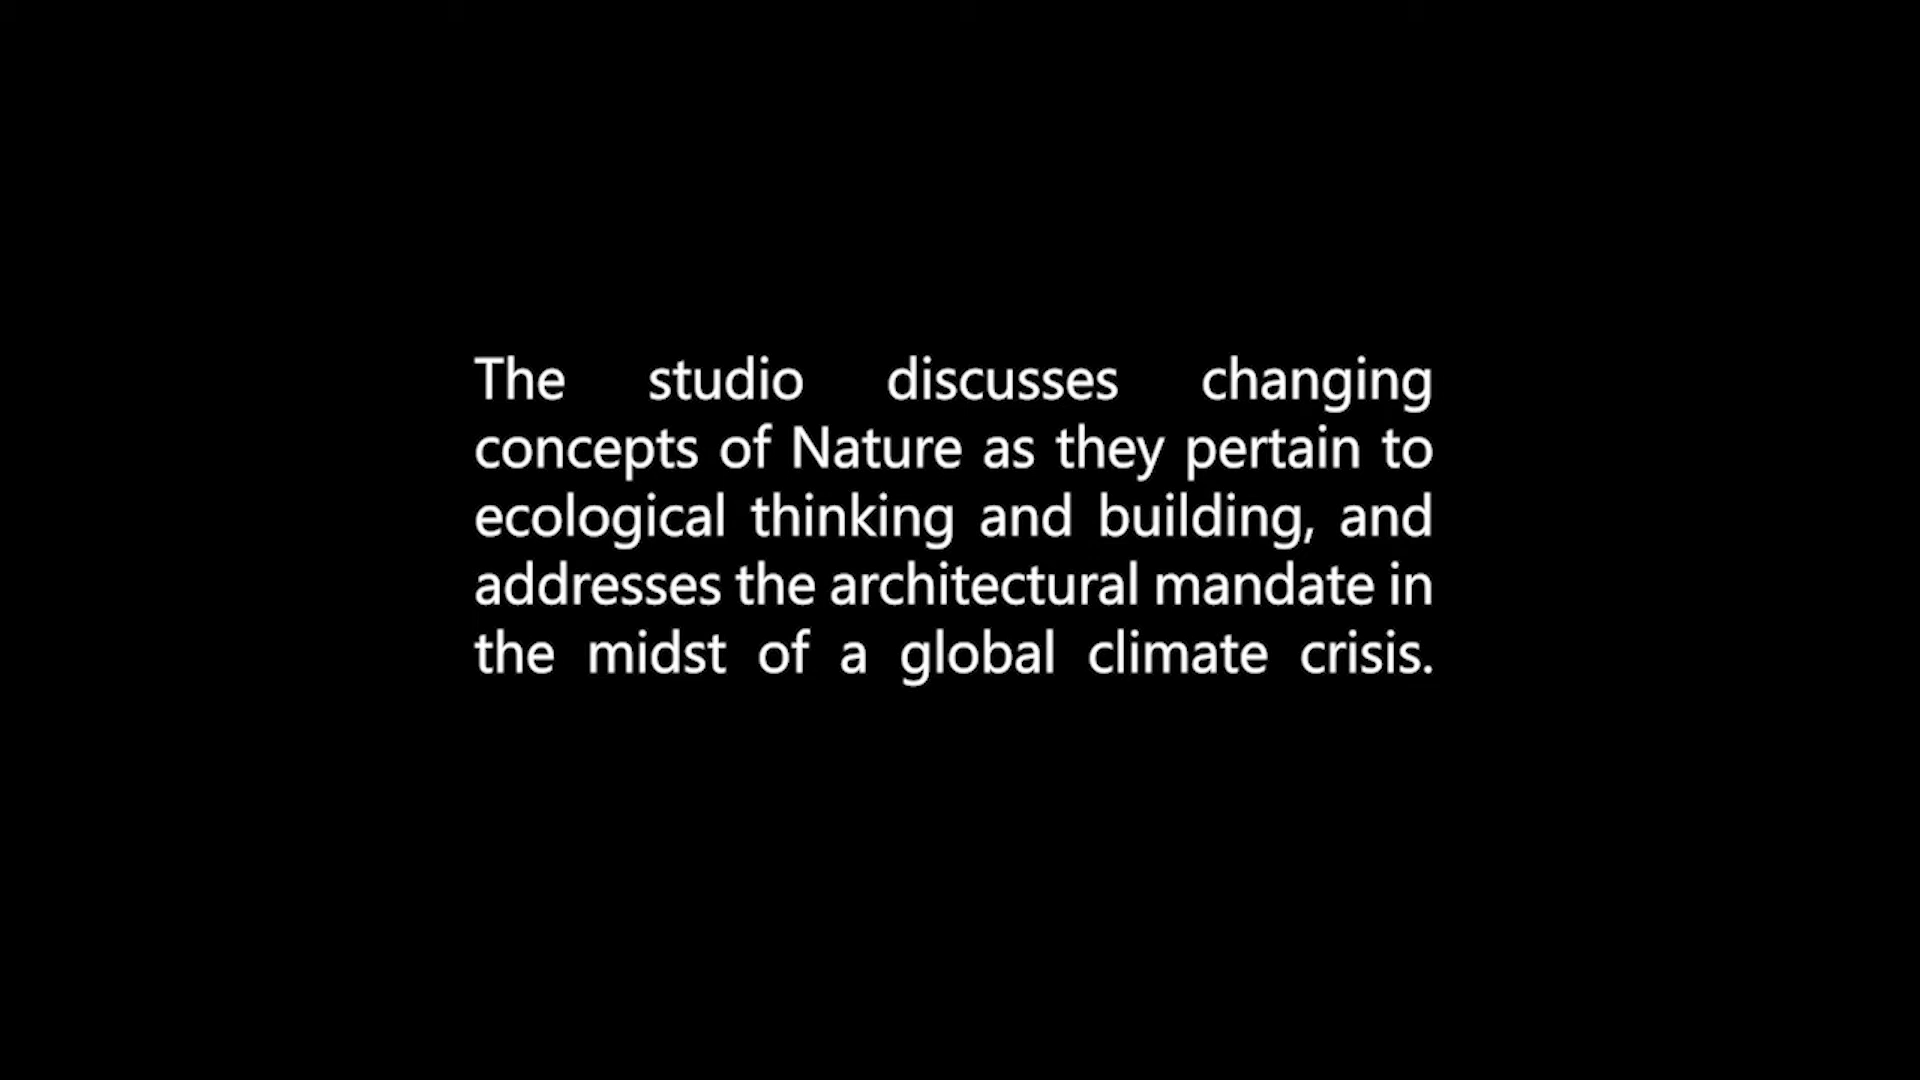 The studio discusses changing
concepts of Nature as they pertain to
ecological thinking and building, and
addresses the architectural mandate in
the midst of a global climate crisis.